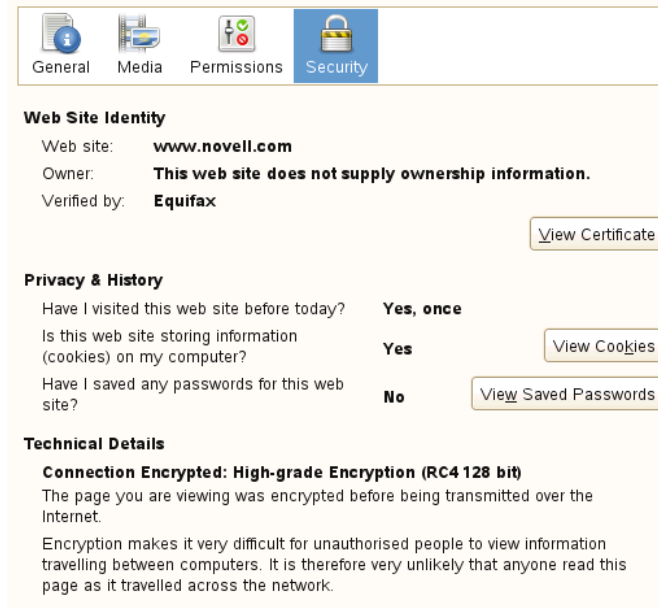 General Media Permissions Security
Web Site Identity
Web site: www.novell.com
Owner: This web site does not supply ownership information.
Verified by: Equifax
View Certificate
Privacy & History
Have I visited this web site before today? Yes, once
Is this web site storing information
(cookies) on my computer? Yes View Cookies
Have I saved any passwords for this web
site? No View Saved Passwords
Technical Details
Connection Encrypted: High-grade Encryption (RC4 128 bit)
The page you are viewing was encrypted before being transmitted over the
Internet.
Encryption makes it very difficult for unauthorised people to view information
travelling between computers. It is therefore very unlikely that anyone read this
page as it travelled across the network.